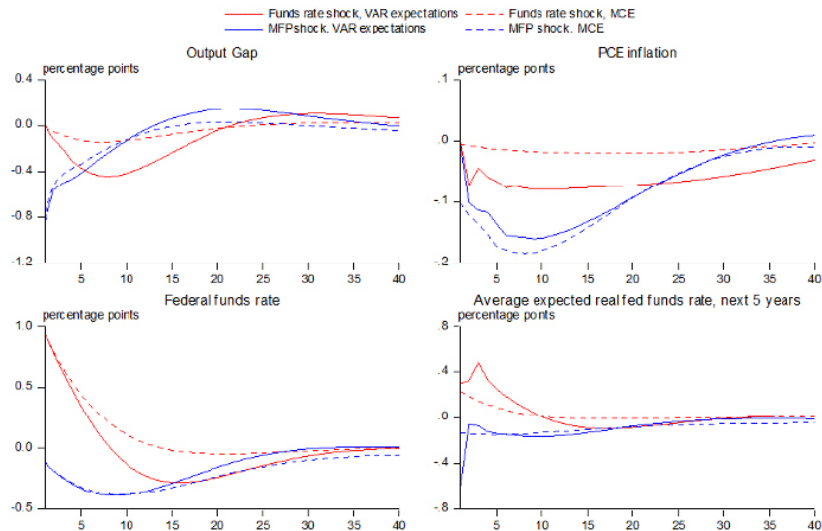 Funds rate shock, VAR expectations Funds rate shock, MCE
MFP shock. VAR expectations MFP shock. MCE
Output Gap
percentage points
0.4
0.0
-0.4
-0.8
-1.2
5 10 15 20 25 30 35 40
PCE inflation
percentage ponts
.1
.0
-.1
-.2
5 10 15 20 25 30 35 40
Federal funds rate
percentage points
1.0
0.5
0.0
-0.5
5 10 15 20 25 30 35 40
Average expected real fed funds rate, next 5 years
percentage ponts
.8
.4
.0
-.4
-.8
5 10 15 20 25 30 35 40